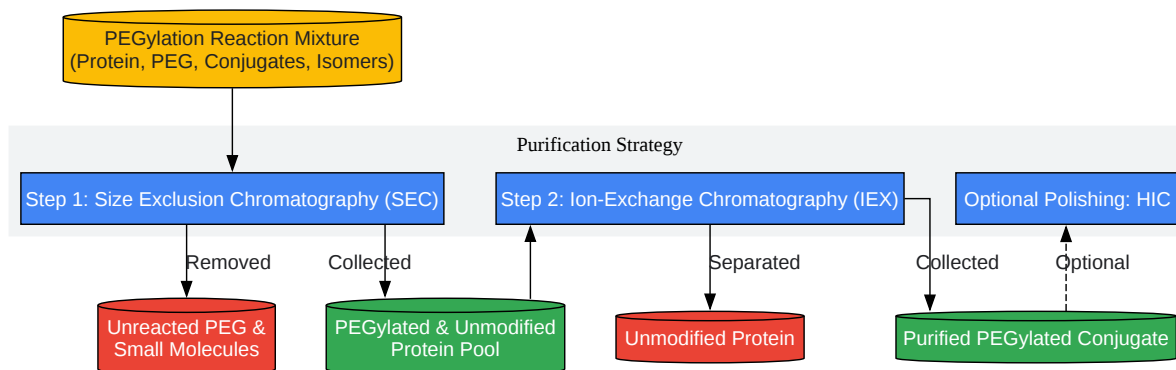 PEGylation Reaction Mixture
(Protein, PEG, Conjugates, Isomers)
Purification Strategy
Step 1: Size Exclusion Chromatography (SEC)
Step 2: Ion-Exchange Chromatography (IEX)
Optional Polishing: HIC
Removed
Collected
Separated
Collected
Optional
Unreacted PEG &
Small Molecules
PEGylated & Unmodified
Protein Pool
Unmodified Protein
Purified PEGylated Conjugate